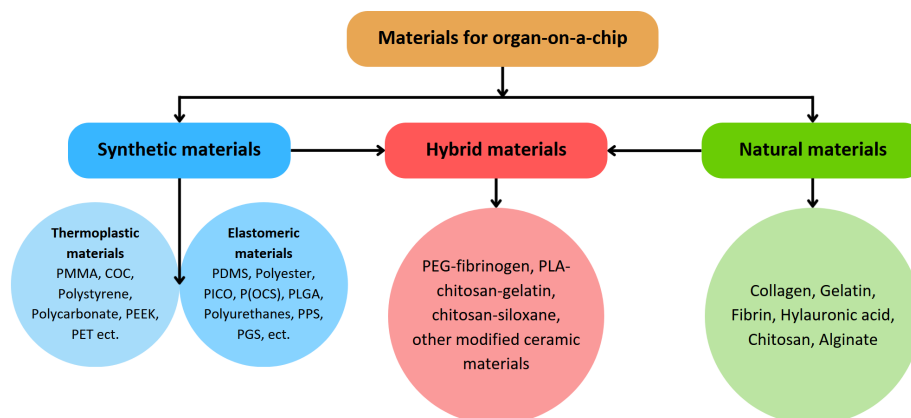 Materials for organ-on-a-chip
Synthetic materials
Hybrid materials
Natural materials
Thermoplastic
materials
PMMA, COC,
Polystyrene,
Polycarbonate, PEEK,
PET ect.
Elastomeric
materials
PDMS, Polyester,
PICO, P(OCS), PLGA,
Polyurethanes, PPS,
PGS, ect.
PEG-fibrinogen, PLA-
chitosan-gelatin,
chitosan-siloxane,
other modified ceramic
materials
Collagen, Gelatin,
Fibrin, Hylauronic acid,
Chitosan, Alginate